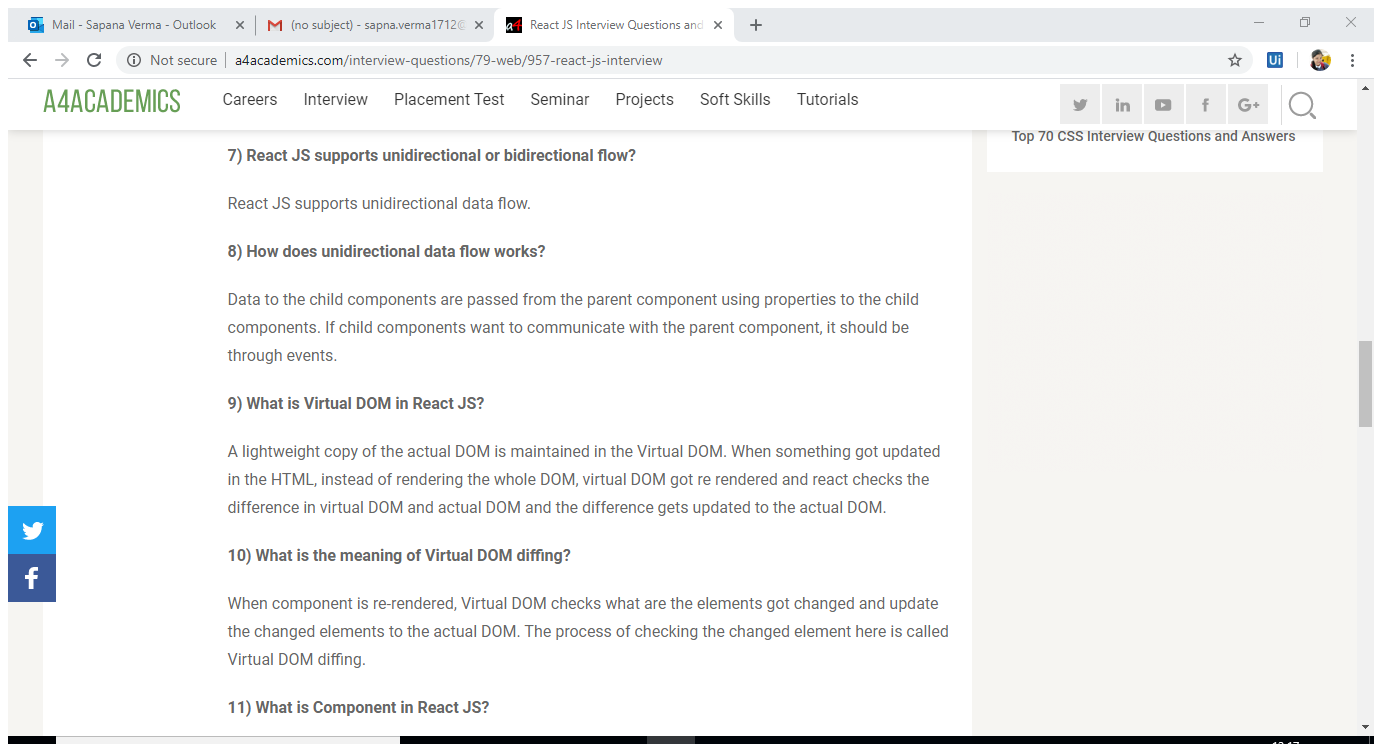 Mail - Sapana Verma - Outlook
(no subject) - sapna.verma1712@
React JS Interview Questions and
Not secure
a4academics.com/interview-questions/79-web/957-react-js-interview
Ui
A4ACADEMICS
Careers
Interview
Placement Test
Seminar
Projects
Soft Skills
Tutorials
in
f
G+
Top 70 CSS Interview Questions and Answers
7) React JS supports unidirectional or bidirectional flow?
React JS supports unidirectional data flow.
8) How does unidirectional data flow works?
Data to the child components are passed from the parent component using properties to the child
components. If child components want to communicate with the parent component, it should be
through events.
9) What is Virtual DOM in React JS?
A lightweight copy of the actual DOM is maintained in the Virtual DOM. When something got updated
in the HTML, instead of rendering the whole DOM, virtual DOM got re rendered and react checks the
difference in virtual DOM and actual DOM and the difference gets updated to the actual DOM.
10) What is the meaning of Virtual DOM diffing?
When component is re-rendered, Virtual DOM checks what are the elements got changed and update
the changed elements to the actual DOM. The process of checking the changed element here is called
Virtual DOM diffing.
11) What is Component in React JS?